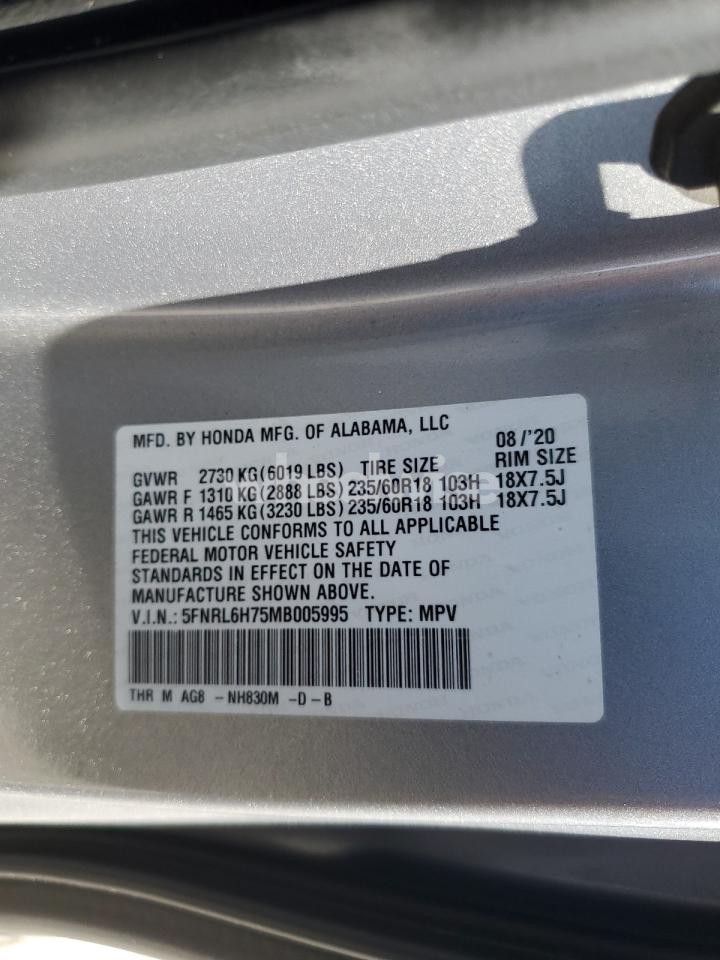 MFD. BY HONDA MFG. OF ALABAMA, LLC 08/'20
GVWR 2730 KG(6019 LBS) TIRE SIZE RIM SIZE
GAWR F 1310 KG(2888 LBS) 235/60R18 103H 18X7.5J
GAWR R 1465 KG(3230 LBS) 235/60R18 103H 18X7.5J
THIS VEHICLE CONFORMS TO ALL APPLICABLE
FEDERAL MOTOR VEHICLE SAFETY
STANDARDS IN EFFECT ON THE DATE OF
MANUFACTURE SHOWN ABOVE.
V.I.N.: 5FNRL6H75MB005995 TYPE: MPV
THR M AG8 -NH830M -D-B